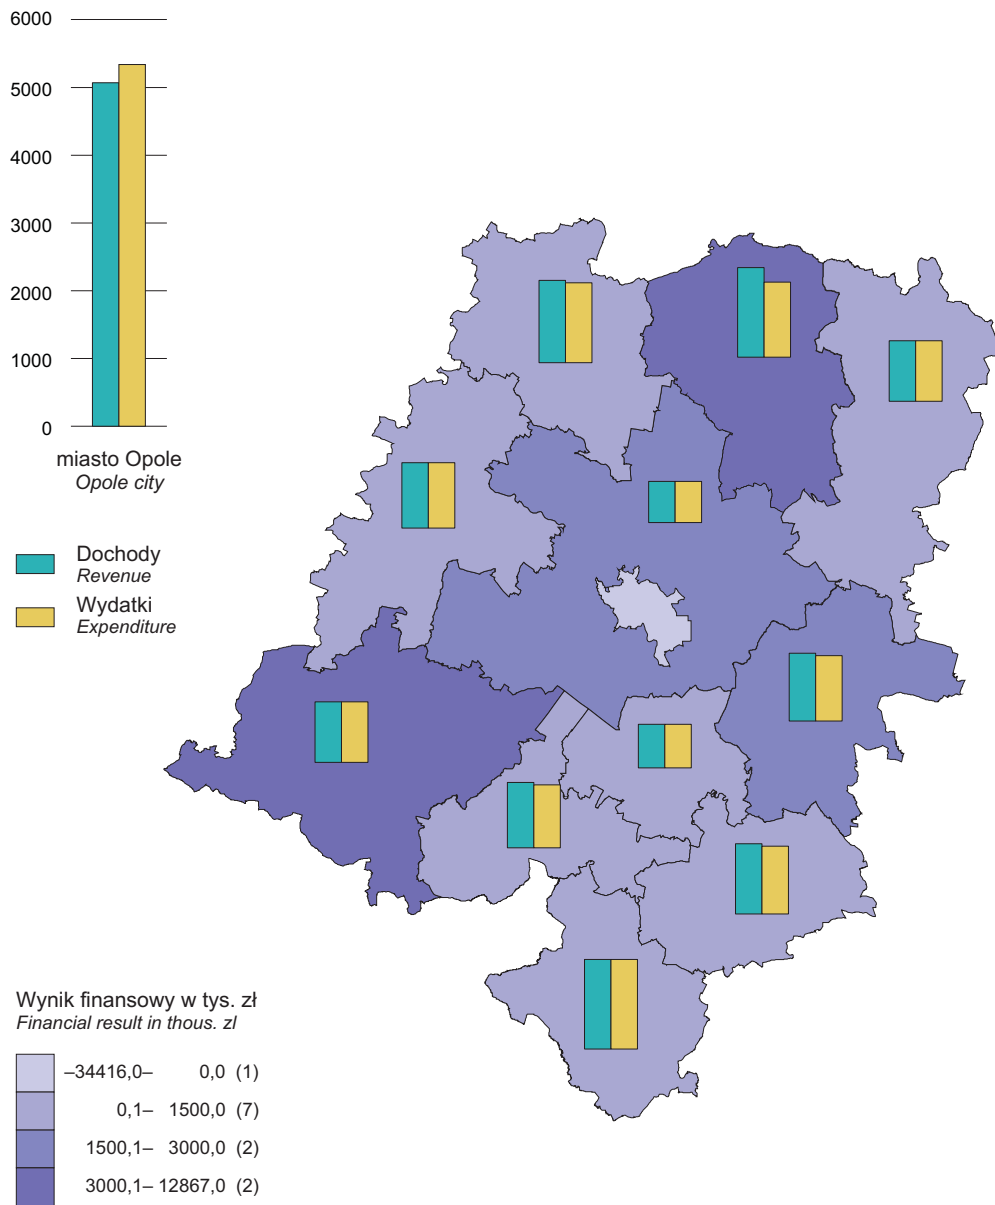 6000
5000
4000
3000
2000
1000
0
miasto Opole
Opole city
Dochody
Revenue
Wydatki
Expenditure
Wynik finansowy w tys. zł
Financial result in thous. zl
–34416,0– 0,0 (1)
0,1– 1500,0 (7)
1500,1– 3000,0 (2)
3000,1– 12867,0 (2)